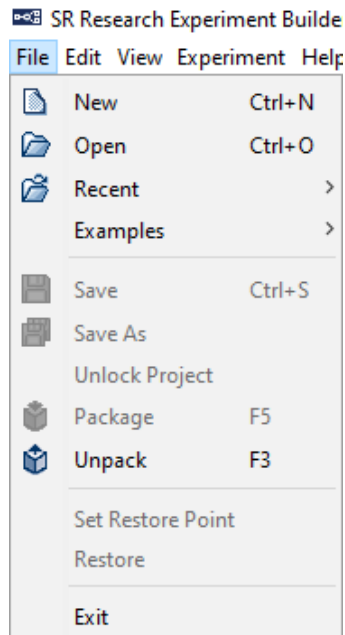 SR Research Experiment Builde
File Edit View Experiment Help
New Ctrl+N
Open Ctrl+O
Recent >
Examples >
Save Ctrl+S
Save As
Unlock Project
Package F5
Unpack F3
Set Restore Point
Restore
Exit